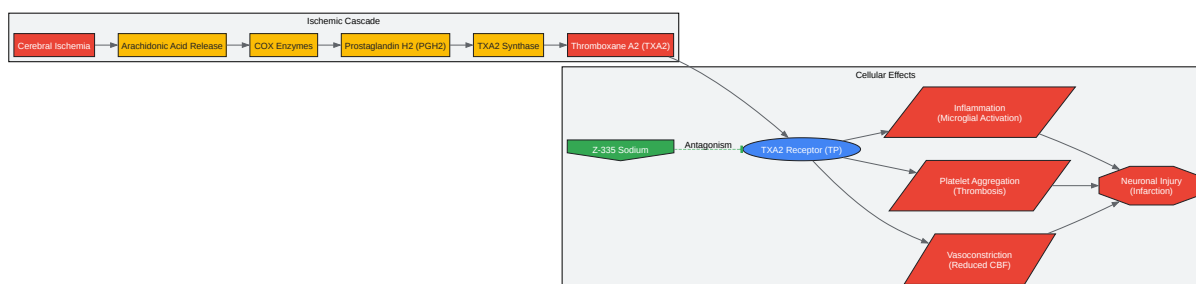 Ischemic Cascade
Cerebral Ischemia
Arachidonic Acid Release
COX Enzymes
Prostaglandin H2 (PGH2)
TXA2 Synthase
Thromboxane A2 (TXA2)
Cellular Effects
Z-335 Sodium
Antagonism
TXA2 Receptor (TP)
Inflammation
(Microglial Activation)
Platelet Aggregation
(Thrombosis)
Vasoconstriction
(Reduced CBF)
Neuronal Injury
(Infarction)